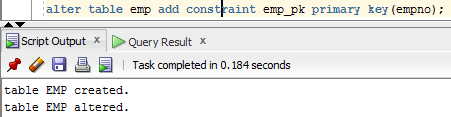 alter table emp add constraint emp_pk primary key(empno);
Script Output x Query Result x
Task completed in 0.184 seconds
table EMP created.
table EMP altered.